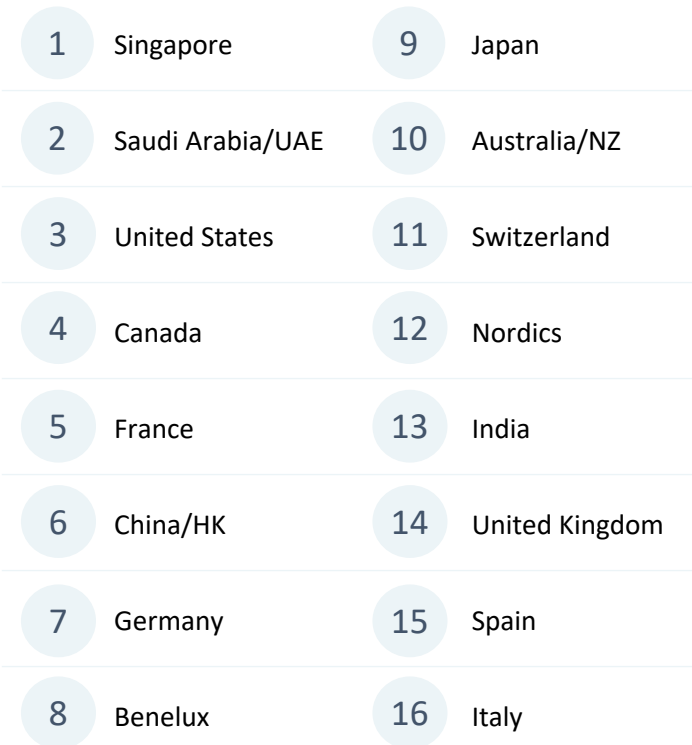 1 Singapore
2 Saudi Arabia/UAE
3 United States
4 Canada
5 France
6 China/HK
7 Germany
8 Benelux
9 Japan
10 Australia/NZ
11 Switzerland
12 Nordics
13 India
14 United Kingdom
15 Spain
16 Italy